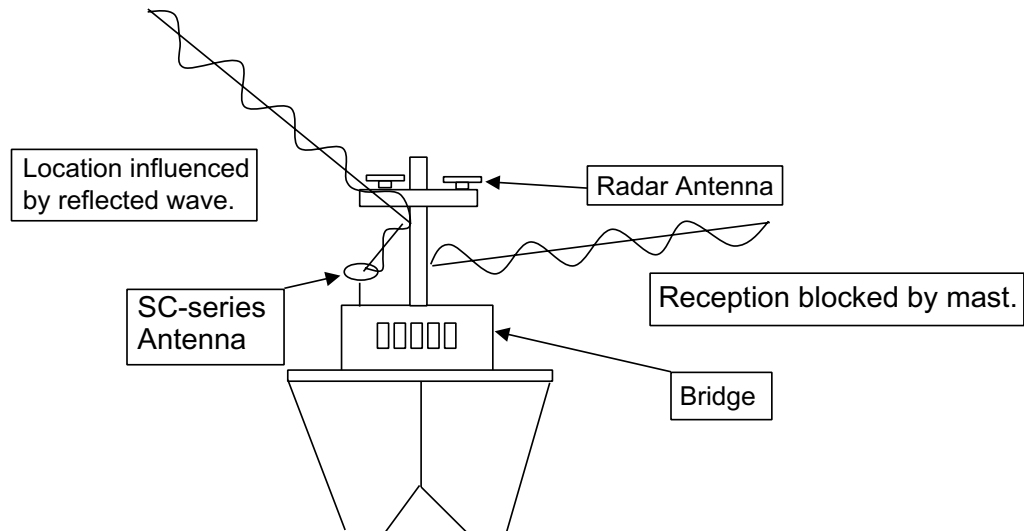 Location influenced
by reflected wave.
Radar Antenna
SC-series
Antenna
Reception blocked by mast.
Bridge